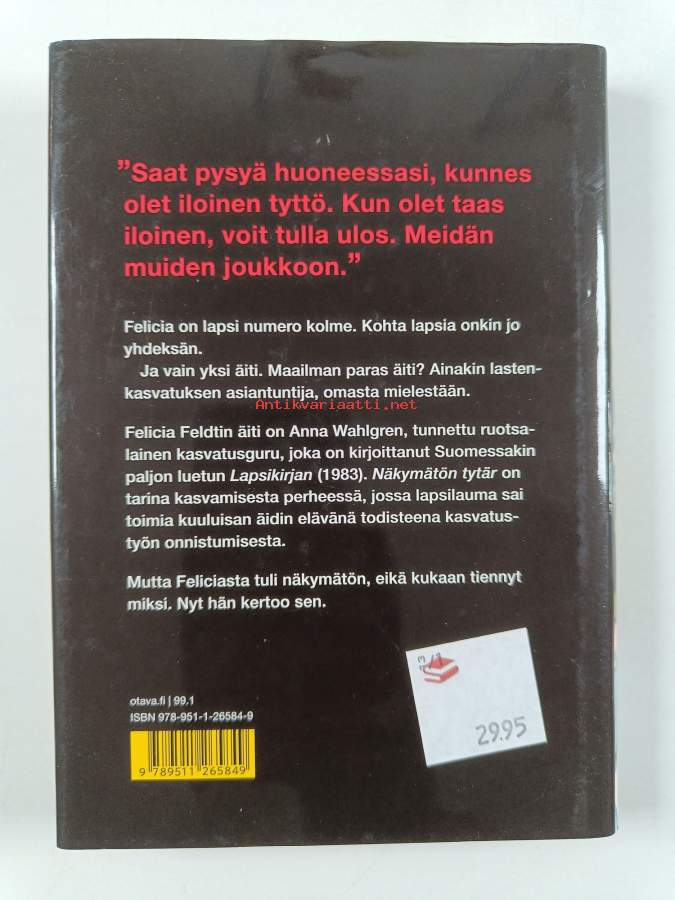 ”Saat pysyä huoneessasi, kunnes
olet iloinen tyttö. Kun olet taas
iloinen, voit tulla ulos. Meidän
muiden joukkoon.”
Felicia on lapsi numero kolme. Kohta lapsia onkin jo
yhdeksän.
Ja vain yksi äiti. Maailman paras äiti? Ainakin lasten-
kasvatuksen asiantuntija, omasta mielestään.
Antikvariaatti.net
Felicia Feldtin äiti on Anna Wahlgren, tunnettu ruotsa-
lainen kasvatusguru, joka on kirjoittanut Suomessakin
paljon luetun Lapsikirjan (1983). Näkymätön tytär on
tarina kasvamisesta perheessä, jossa lapsilauma sai
toimia kuuluisan äidin elävänä todisteena kasvatus-
työn onnistumisesta.
Mutta Feliciasta tuli näkymätön, eikä kukaan tiennyt
miksi. Nyt hän kertoo sen.
otava.fi | 99.1
ISBN 978-951-1-26584-9
9 789511 265849
29.95